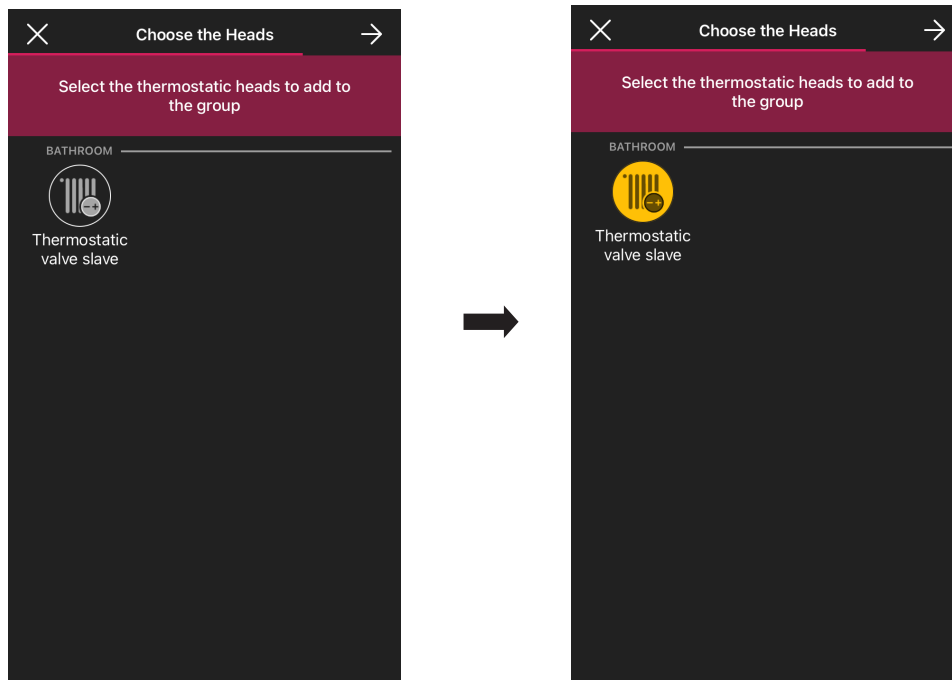 Choose the Heads
Select the thermostatic heads to add to
the group
BATHROOM
Thermostatic
valve slave
Choose the Heads
Select the thermostatic heads to add to
the group
BATHROOM
Thermostatic
valve slave